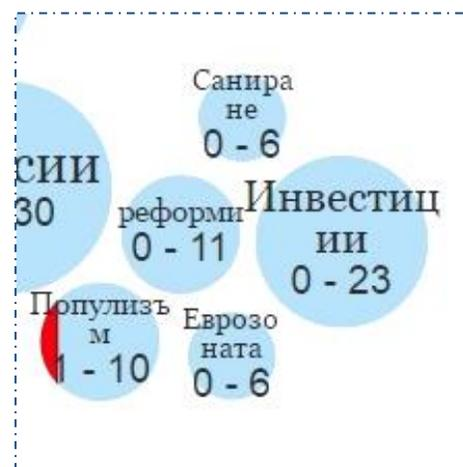 Санира
не
0 - 6
сии
30
реформи
0 - 11
Инвестиц
ии
0 - 23
Популизъ
м
1 - 10
Еврозо
ната
0 - 6